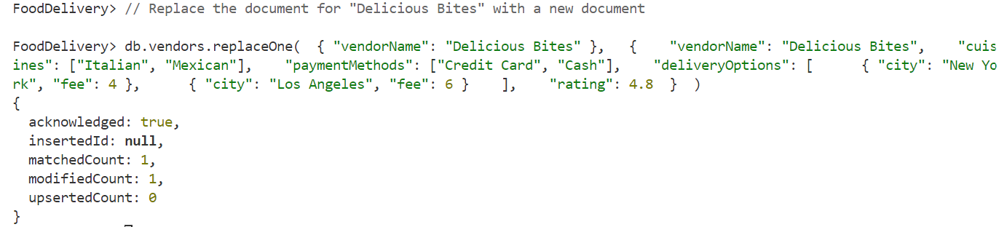 FoodDelivery> // Replace the document for "Delicious Bites" with a new document
FoodDelivery> db.vendors.replaceOne(  { "vendorName": "Delicious Bites" },   {    "vendorName": "Delicious Bites",    "cuis
ines": ["Italian", "Mexican"],    "paymentMethods": ["Credit Card", "Cash"],    "deliveryOptions": [      { "city": "New Yo
rk", "fee": 4 },      { "city": "Los Angeles", "fee": 6 }    ],    "rating": 4.8  }  )
{
  acknowledged: true,
  insertedId: null,
  matchedCount: 1,
  modifiedCount: 1,
  upsertedCount: 0
}